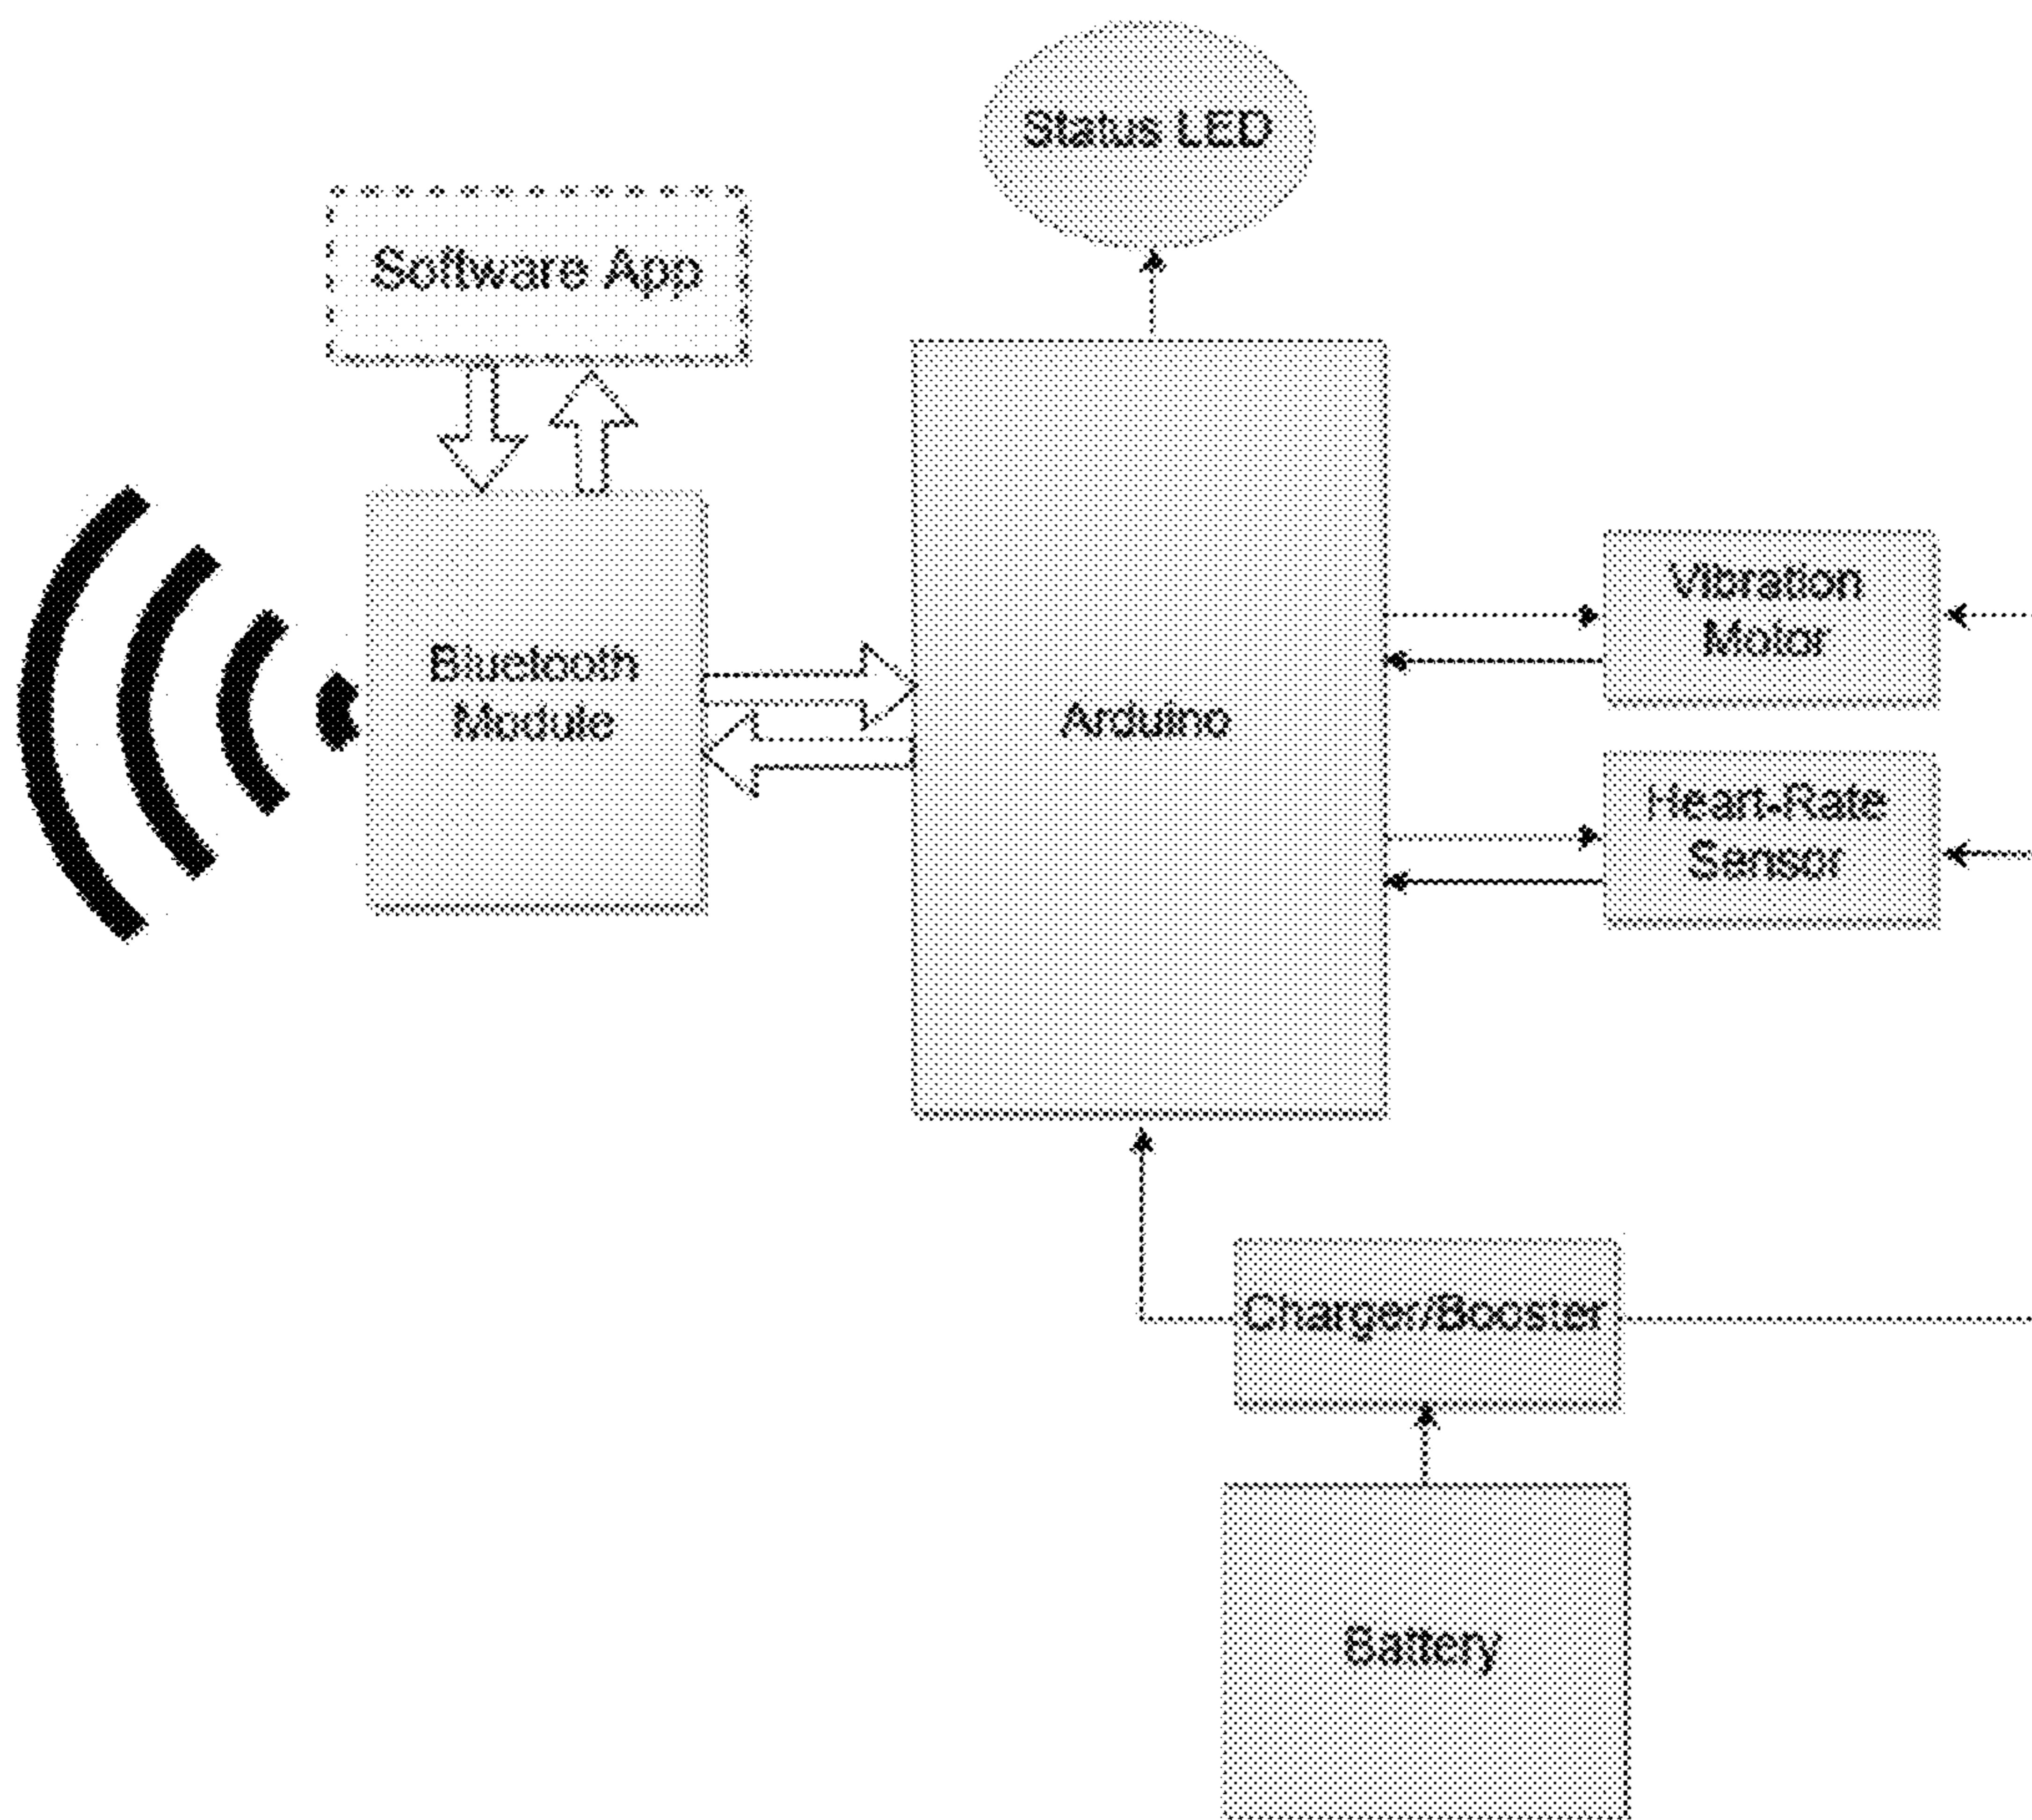 Status LED
Software App
Bluetooth
Module
Arduino
Vibration
Motor
Heart-Rate
Sensor
Charger/Booster
Battery